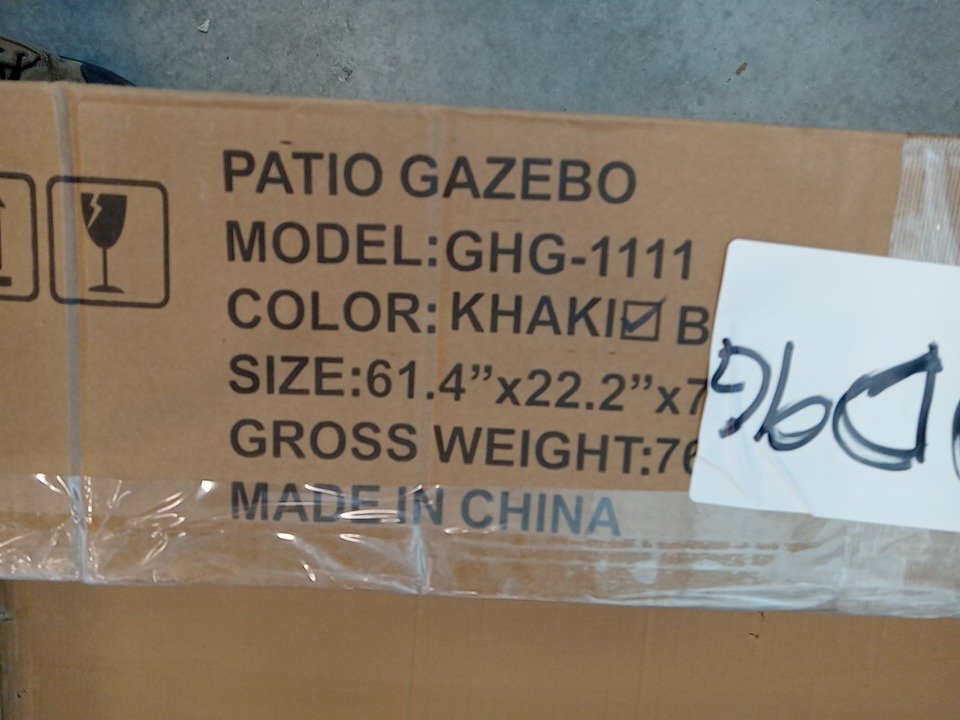 PATIO GAZEBO
MODEL:GHG-1111
COLOR: KHAKI☑ B
SIZE:61.4”x22.2”x7
GROSS WEIGHT:76
MADE IN CHINA